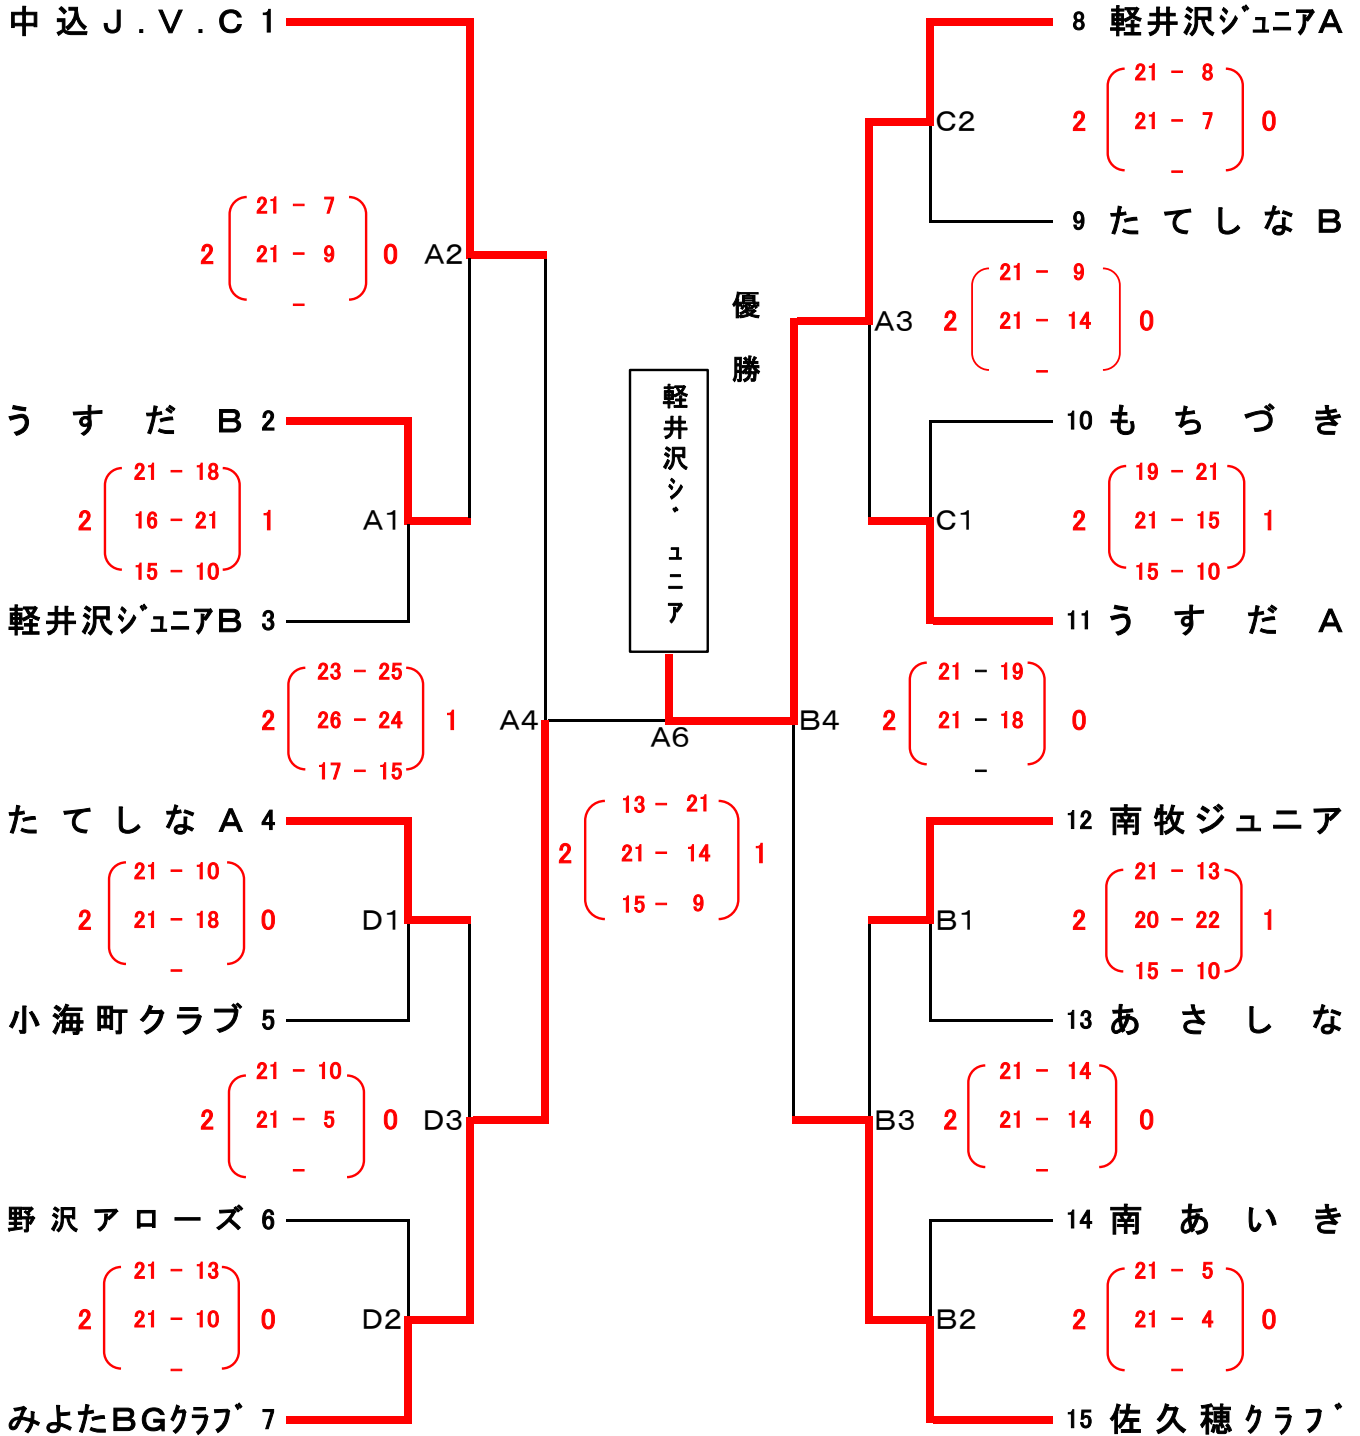 中込J.V.C 1
21 - 7
2 21 - 9 0 A2
-
うすだB 2
21 - 18
2 16 - 21 1 A1
15 - 10
軽井沢ジュニアB 3
23 - 25
2 26 - 24 1 A4
17 - 15
たてしなA 4
21 - 10
2 21 - 18 0 D1
-
小海町クラブ 5
21 - 10
2 21 - 5 0 D3
-
野沢アローズ 6
21 - 13
2 21 - 10 0 D2
-
みよたBGクラブ 7
優勝
軽井沢ジュニア
A6
13 - 21
2 21 - 14 1
15 - 9
8 軽井沢ジュニアA
21 - 8
C2 2 21 - 7 0
-
9 たてしなB
21 - 9
A3 2 21 - 14 0
-
10 もちづき
19 - 21
C1 2 21 - 15 1
15 - 10
11 うすだA
21 - 19
B4 2 21 - 18 0
-
12 南牧ジュニア
21 - 13
B1 2 20 - 22 1
15 - 10
13 あさしな
21 - 14
B3 2 21 - 14 0
-
14 南あいき
21 - 5
B2 2 21 - 4 0
-
15 佐久穂クラブ